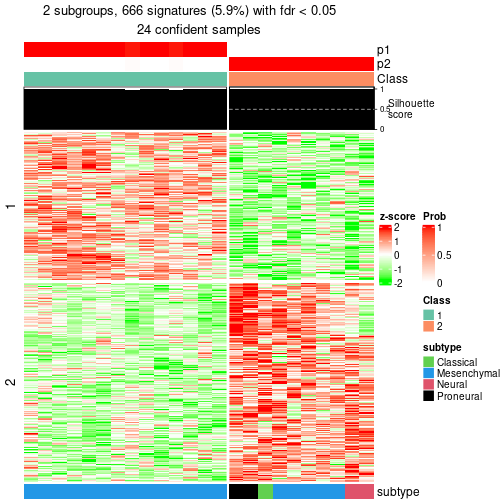 2 subgroups, 666 signatures (5.9%) with fdr < 0.05
24 confident samples
p1
p2
Class
1
0.5
0
Silhouette
score
1
2
z-score
2
1
0
-1
-2
Prob
1
0.5
0
Class
1
2
subtype
Classical
Mesenchymal
Neural
Proneural
subtype